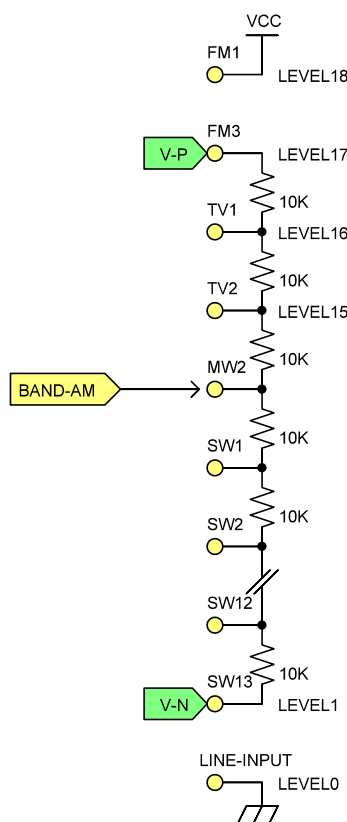 VCC
FM1
LEVEL18
FM3
V-P
LEVEL17
10K
TV1
LEVEL16
10K
TV2
LEVEL15
10K
MW2
BAND-AM
10K
SW1
10K
SW2
SW12
10K
SW13
V-N
LEVEL1
LINE-INPUT
LEVEL0